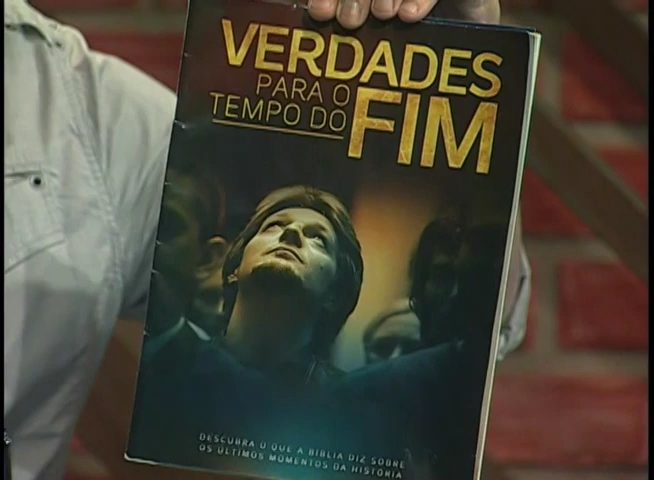 VERDADES
PARA O
TEMPO DO FIM
DESCUBRA O QUE A BÍBLIA DIZ SOBRE
OS ÚLTIMOS MOMENTOS DA HISTÓRIA